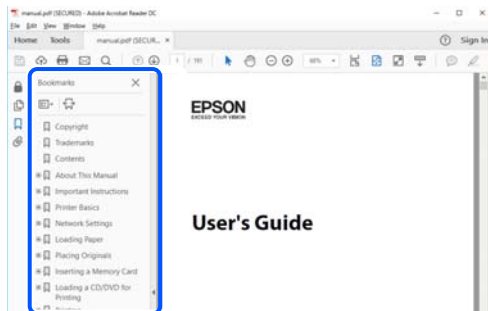 manual.pdf (SECURED) - Adobe Acrobat Reader DC
File Edit View Window Help
Home Tools manual.pdf (SECUR... × Sign In
1 / 191
Bookmarks
Copyright
Trademarks
Contents
About This Manual
Important Instructions
Printer Basics
Network Settings
Loading Paper
Placing Originals
Inserting a Memory Card
Loading a CD/DVD for
Printing
EPSON
EXCEED YOUR VISION
User's Guide